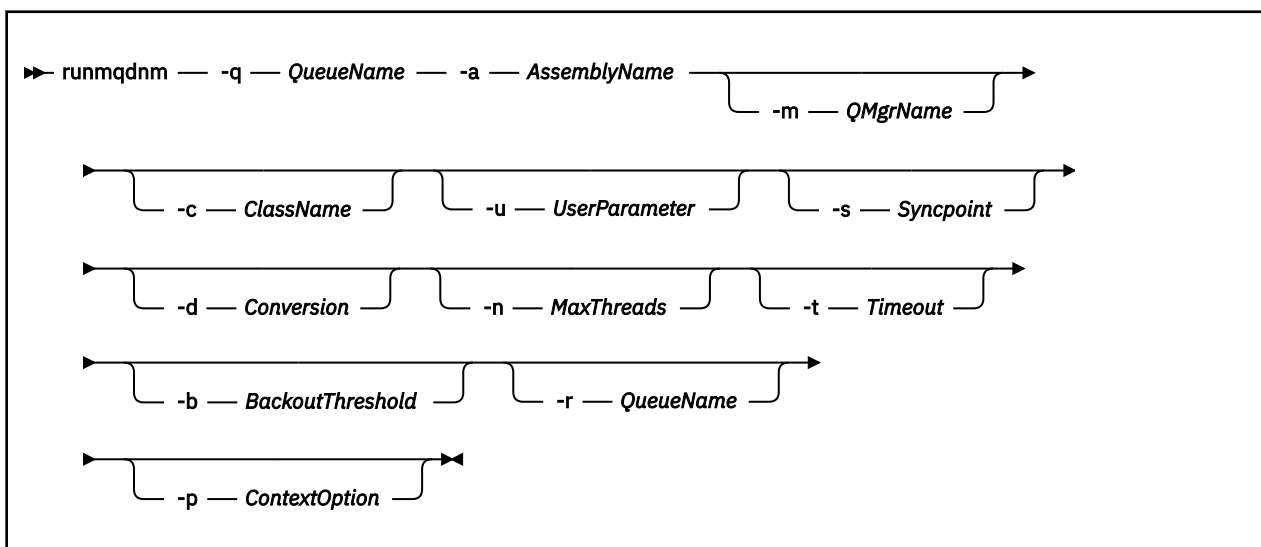 runmqdnm -q QueueName -a AssemblyName
-m QMgrName
-c ClassName -u UserParameter -s Syncpoint
-d Conversion -n MaxThreads -t Timeout
-b BackoutThreshold -r QueueName
-p ContextOption